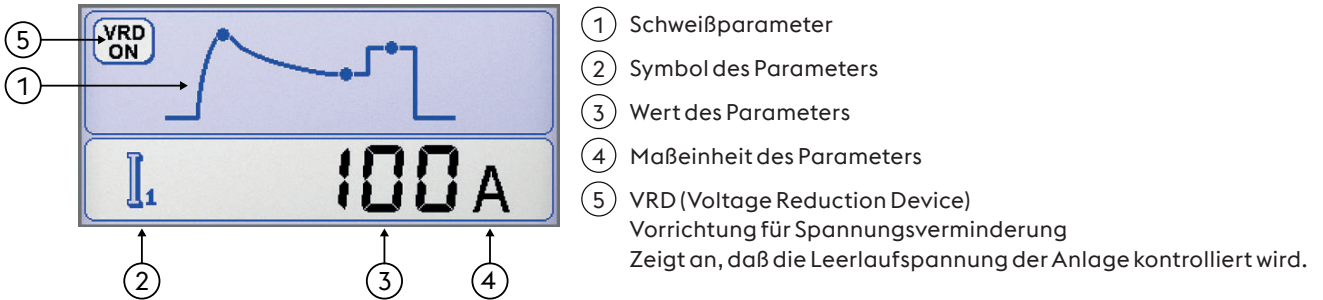 5
VRD
ON
1
I1
100 A
2
3
4
1 Schweißparameter
2 Symbol des Parameters
3 Wert des Parameters
4 Maßeinheit des Parameters
5 VRD (Voltage Reduction Device)
Vorrichtung für Spannungsverminderung
Zeigt an, daß die Leerlaufspannung der Anlage kontrolliert wird.